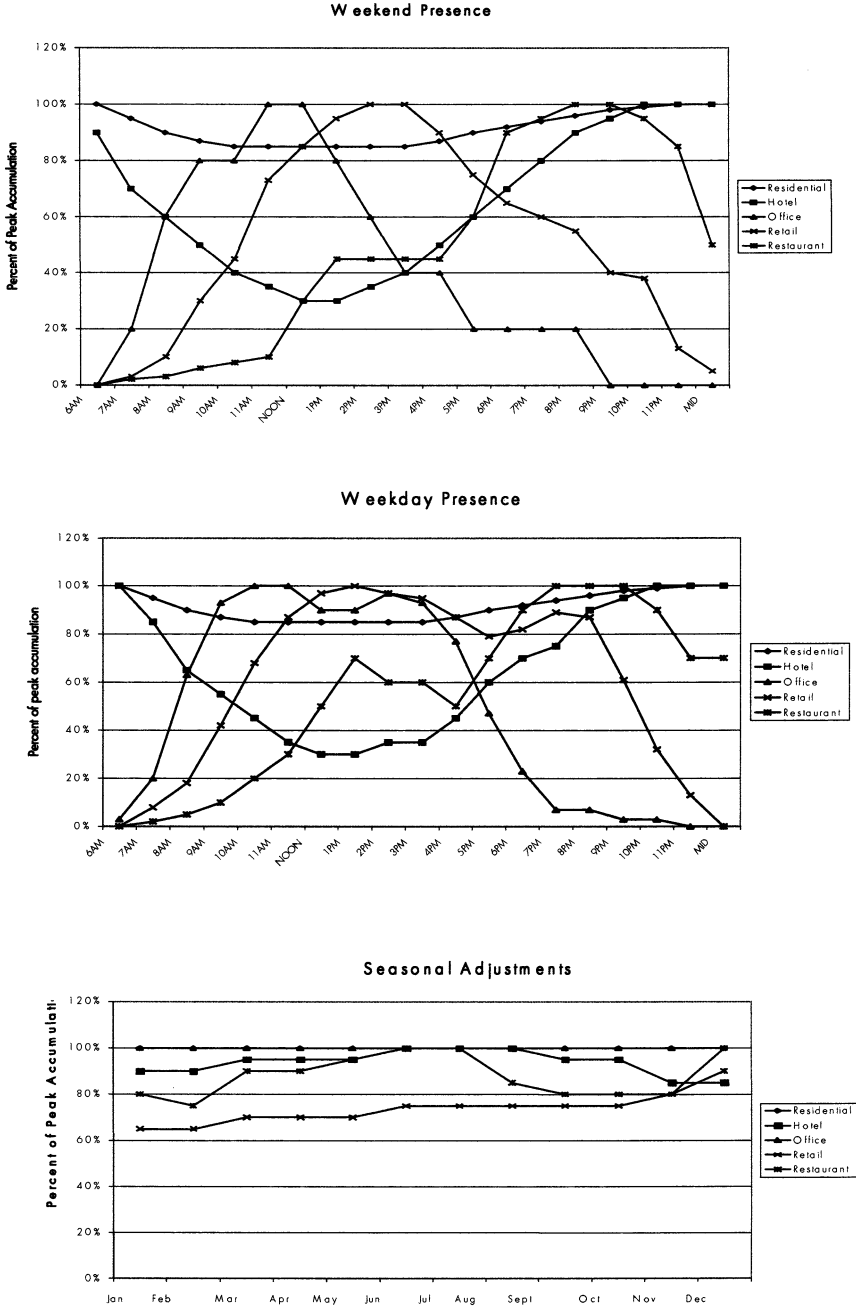 Weekend Presence
120%
100%
80%
60%
40%
20%
0%
Percent of Peak Accumulation
6AM 7AM 8AM 9AM 10AM 11AM NOON 1PM 2PM 3PM 4PM 5PM 6PM 7PM 8PM 9PM 10PM 11PM MID
Residential
Hotel
Office
Retail
Restaurant
Weekday Presence
120%
100%
80%
60%
40%
20%
0%
Percent of peak accumulation
6AM 7AM 8AM 9AM 10AM 11AM NOON 1PM 2PM 3PM 4PM 5PM 6PM 7PM 8PM 9PM 10PM 11PM MID
Residential
Hotel
Office
Retail
Restaurant
Seasonal Adjustments
120%
100%
80%
60%
40%
20%
0%
Percent of Peak Accumulati
Jan Feb Mar Apr May Jun Jul Aug Sept Oct Nov Dec
Residential
Hotel
Office
Retail
Restaurant